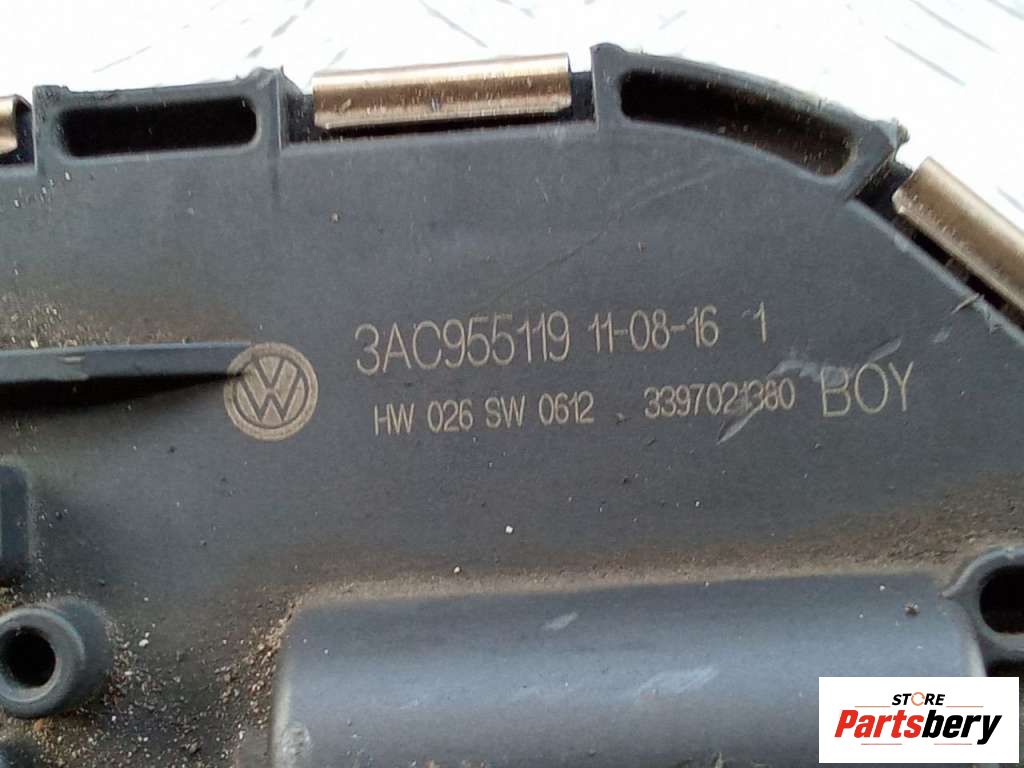 3AC955119 11-08-16 1
HW 026 SW 0612 3397021380 BOY
STORE
Partsbery